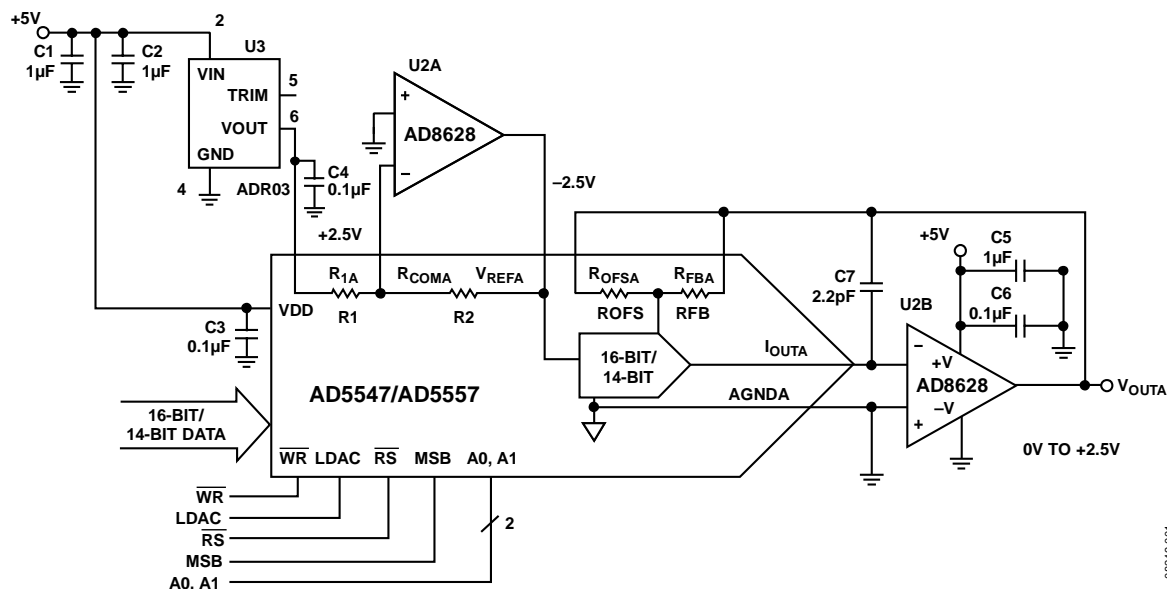 +5V
2
C1
1µF
C2
1µF
U3
VIN
TRIM
5
VOUT
6
GND
4
ADR03
C4
0.1µF
+2.5V
U2A
+
AD8628
–
–2.5V
R1A
RCOMA
VREFA
R1
R2
ROFSA
RFBA
ROFS
RFB
C7
2.2pF
+5V
C5
1µF
C6
0.1µF
U2B
VDD
C3
0.1µF
16-BIT/
14-BIT
IOUTA
AGNDA
–
+V
AD8628
–V
+
VOUTA
0V TO +2.5V
AD5547/AD5557
16-BIT/
14-BIT DATA
WR LDAC RS MSB A0, A1
WR
LDAC
RS
MSB
A0, A1
2